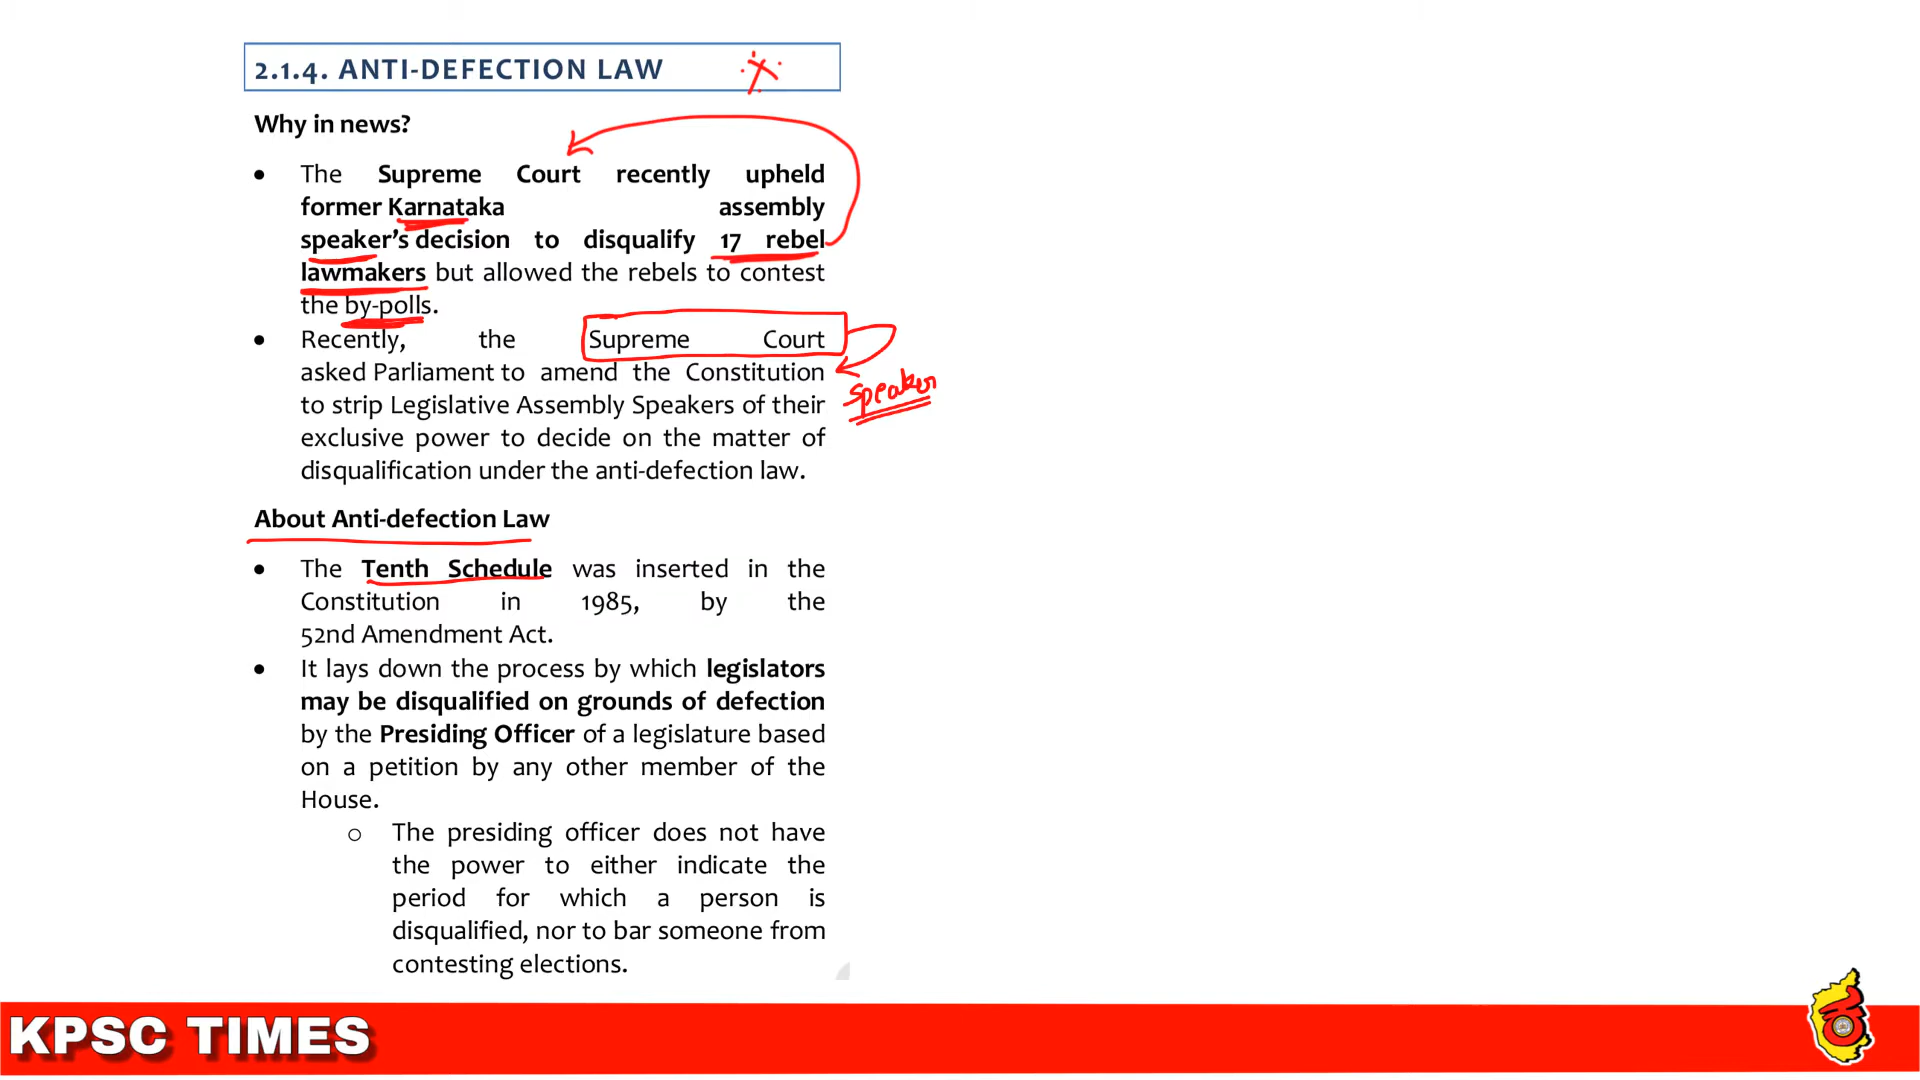 2.1.4. ANTI-DEFECTION LAW
Why in news?
• The Supreme Court recently upheld
former Karnataka assembly
speaker's decision to disqualify 17 rebel
lawmakers but allowed the rebels to contest
the by-polls.
• Recently, the Supreme Court
asked Parliament to amend the Constitution
to strip Legislative Assembly Speakers of their
exclusive power to decide on the matter of
disqualification under the anti-defection law.
speaker
About Anti-defection Law
• The Tenth Schedule was inserted in the
Constitution in 1985, by the
52nd Amendment Act.
• It lays down the process by which legislators
may be disqualified on grounds of defection
by the Presiding Officer of a legislature based
on a petition by any other member of the
House.
o The presiding officer does not have
the power to either indicate the
period for which a person is
disqualified, nor to bar someone from
contesting elections.
KPSC TIMES